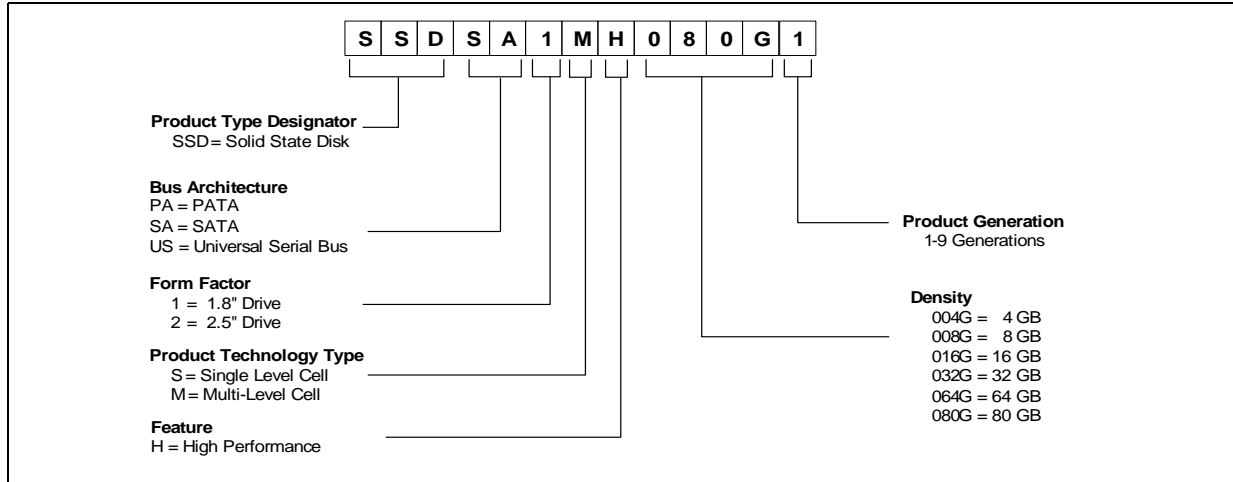 S S D S A 1 M H 0 8 0 G 1
Product Type Designator
SSD = Solid State Disk
Bus Architecture
PA = PATA
SA = SATA
US = Universal Serial Bus
Form Factor
1 = 1.8" Drive
2 = 2.5" Drive
Product Technology Type
S = Single Level Cell
M = Multi-Level Cell
Feature
H = High Performance
Product Generation
1-9 Generations
Density
004G = 4 GB
008G = 8 GB
016G = 16 GB
032G = 32 GB
064G = 64 GB
080G = 80 GB